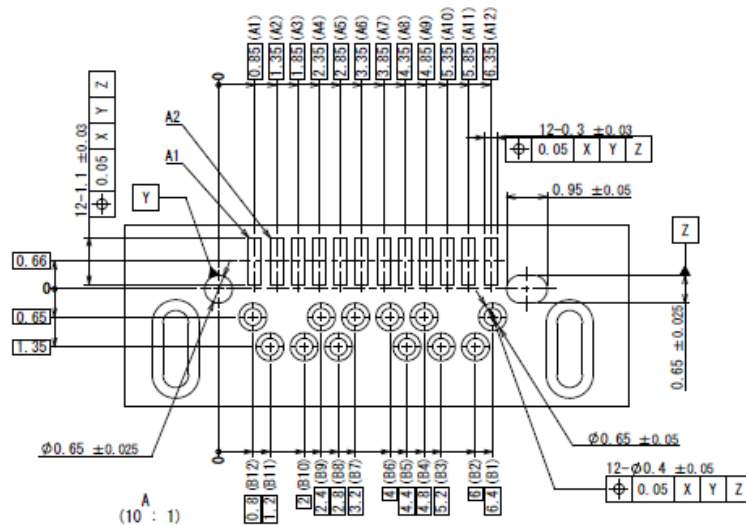 0
0.85 (A1)
1.35 (A2)
1.85 (A3)
2.35 (A4)
2.85 (A5)
3.35 (A6)
3.85 (A7)
4.35 (A8)
4.85 (A9)
5.35 (A10)
5.85 (A11)
6.35 (A12)
12-1.1 ±0.03
⌖ 0.05 X Y Z
A2
A1
Y
12-0.3 ±0.03
⌖ 0.05 X Y Z
0.95 ±0.05
Z
0.66
0
0.65
1.35
0.65 ±0.025
Ø0.65 ±0.025
0
0.8 (B12)
1.2 (B11)
2 (B10)
2.4 (B9)
2.8 (B8)
3.2 (B7)
4 (B6)
4.4 (B5)
4.8 (B4)
5.2 (B3)
6 (B2)
6.4 (B1)
Ø0.65 ±0.05
12-Ø0.4 ±0.05
⌖ 0.05 X Y Z
A
(10 : 1)